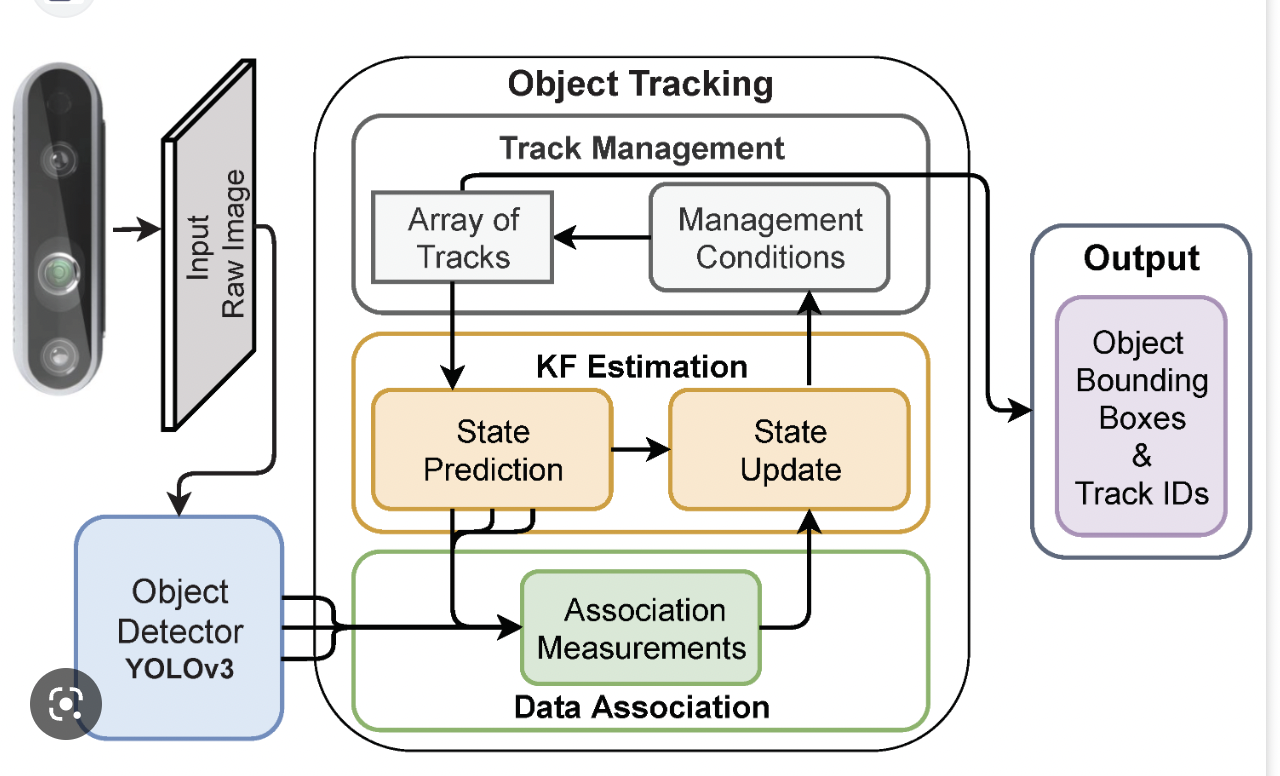 Object Tracking
Track Management
Input
Raw Image
Array of
Tracks
Management
Conditions
KF Estimation
State
Prediction
State
Update
Object
Detector
YOLOv3
Association
Measurements
Data Association
Output
Object
Bounding
Boxes
&
Track IDs